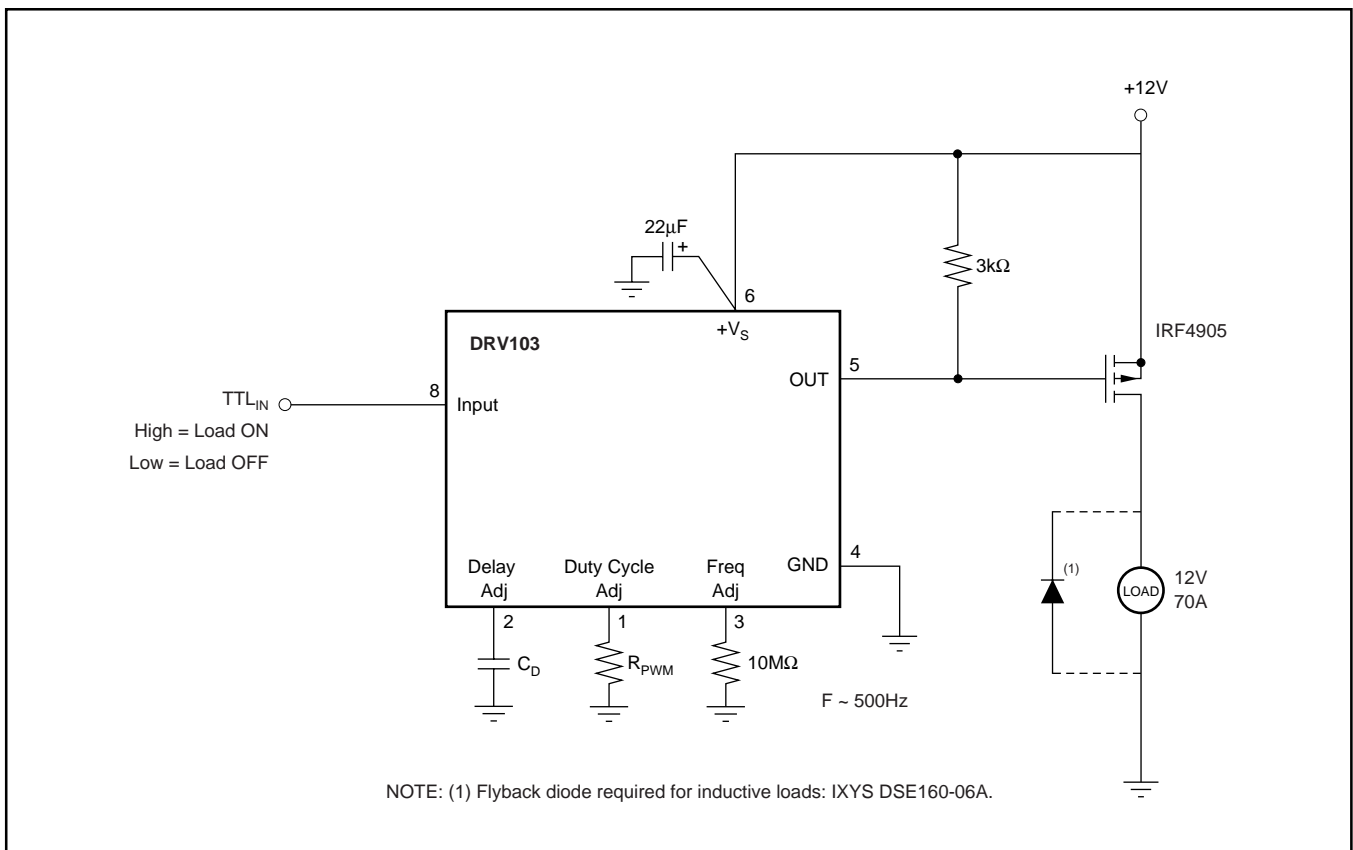 +12V
22μF
+
6
+V_S
3kΩ
DRV103
IRF4905
OUT
5
TTL_IN
8
Input
High = Load ON
Low = Load OFF
GND
4
Delay
Adj
Duty Cycle
Adj
Freq
Adj
(1)
LOAD
12V
70A
2
1
3
C_D
R_PWM
10MΩ
F ~ 500Hz
NOTE: (1) Flyback diode required for inductive loads: IXYS DSE160-06A.